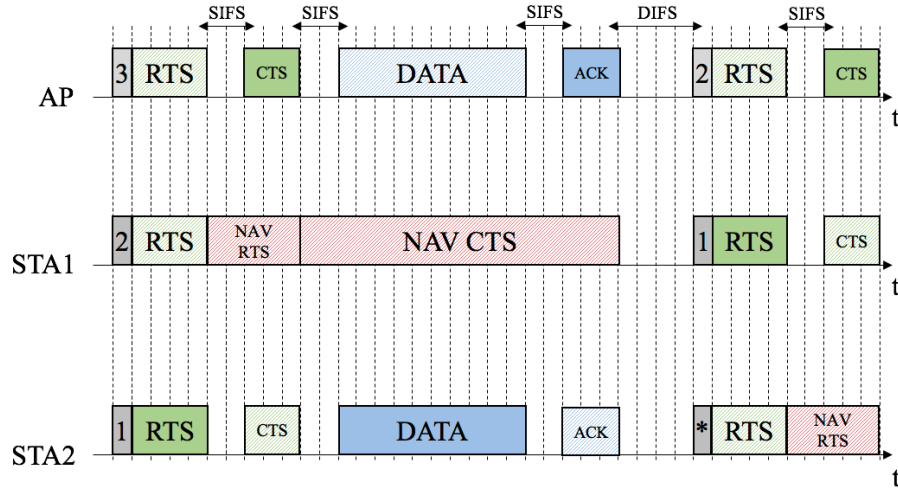 SIFS SIFS SIFS DIFS SIFS
3 RTS CTS DATA ACK 2 RTS CTS
AP
t
2 RTS NAV RTS NAV CTS 1 RTS CTS
STA1
t
1 RTS CTS DATA ACK * RTS NAV RTS
STA2
t